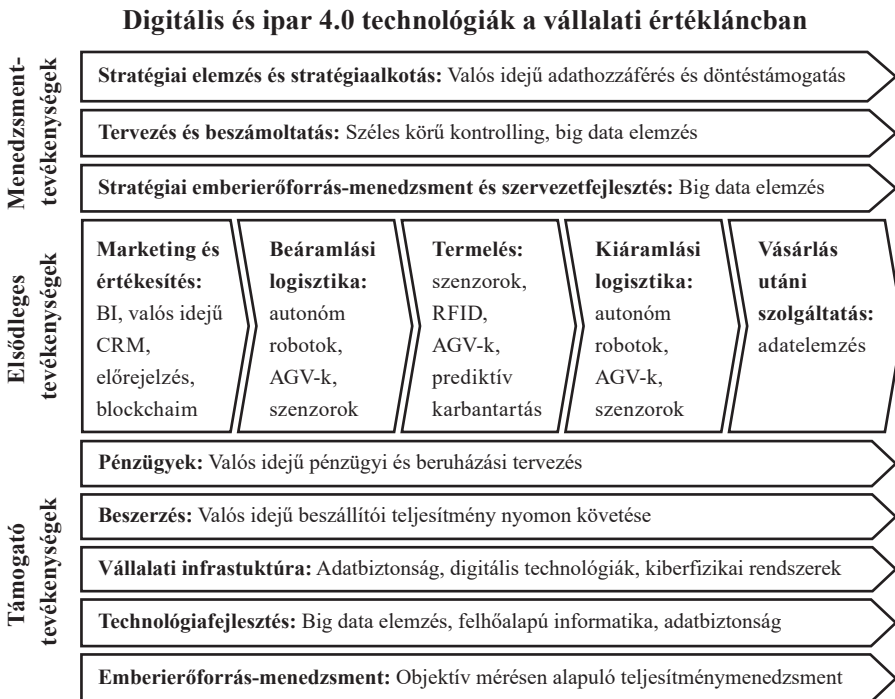 Digitális és ipar 4.0 technológiák a vállalati értékláncban
Menedzsment-
tevékenységek
Stratégiai elemzés és stratégiaalkotás: Valós idejű adathozzáférés és döntéstámogatás
Tervezés és beszámoltatás: Széles körű kontrolling, big data elemzés
Stratégiai emberierőforrás-menedzsment és szervezetfejlesztés: Big data elemzés
Elsődleges
tevékenységek
Marketing és
értékesítés:
BI, valós idejű
CRM,
előrejelzés,
blockchaim
Beáramlási
logisztika:
autonóm
robotok,
AGV-k,
szenzorok
Termelés:
szenzorok,
RFID,
AGV-k,
prediktív
karbantartás
Kiáramlási
logisztika:
autonóm
robotok,
AGV-k,
szenzorok
Vásárlás
utáni
szolgáltatás:
adatelemzés
Támogató
tevékenységek
Pénzügyek: Valós idejű pénzügyi és beruházási tervezés
Beszerzés: Valós idejű beszállítói teljesítmény nyomon követése
Vállalati infrastuktúra: Adatbiztonság, digitális technológiák, kiberfizikai rendszerek
Technológiafejlesztés: Big data elemzés, felhőalapú informatika, adatbiztonság
Emberierőforrás-menedzsment: Objektív mérésen alapuló teljesítménymenedzsment